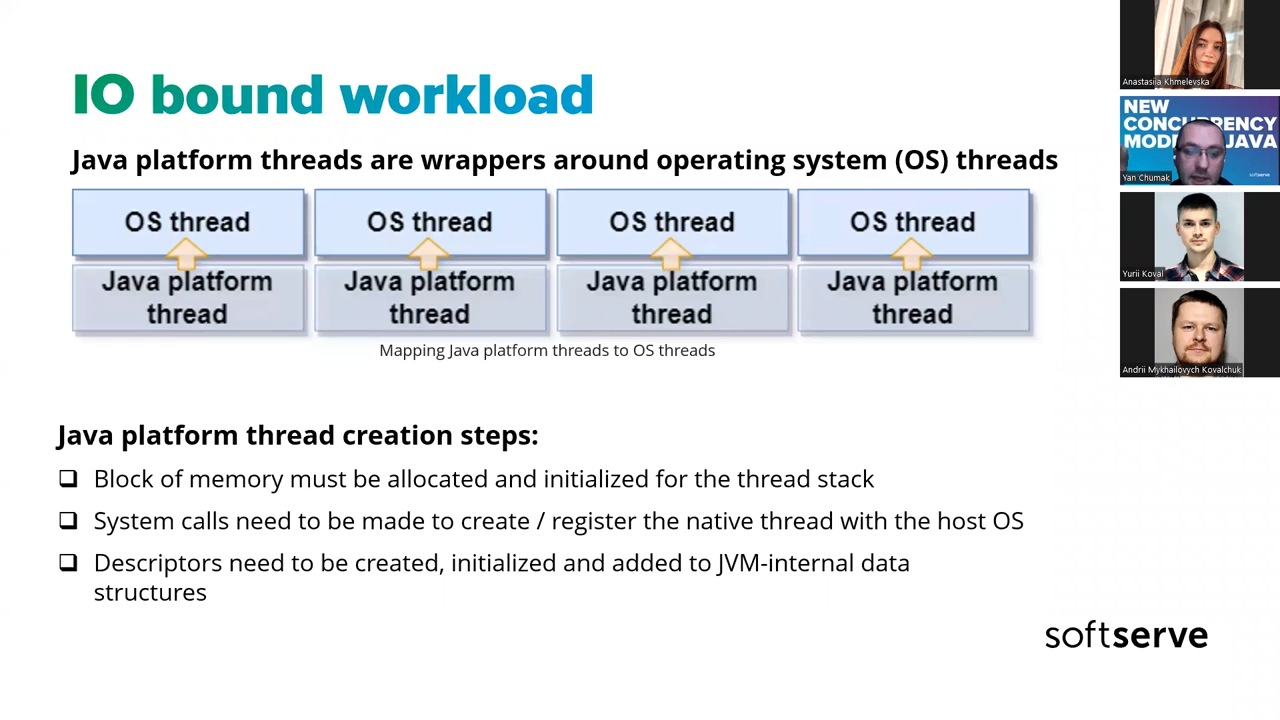 IO bound workload
Java platform threads are wrappers around operating system (OS) threads
OS thread
OS thread
OS thread
OS thread
Java platform
thread
Java platform
thread
Java platform
thread
Java platform
thread
Mapping Java platform threads to OS threads
Java platform thread creation steps:
Block of memory must be allocated and initialized for the thread stack
System calls need to be made to create / register the native thread with the host OS
Descriptors need to be created, initialized and added to JVM-internal data
structures
softserve
Anastasiia Khmelevska
NEW
CONCURRENCY
JAVA
softserve
Yan Chumak
Yurii Koval
Andrii Mykhailovych Kovalchuk